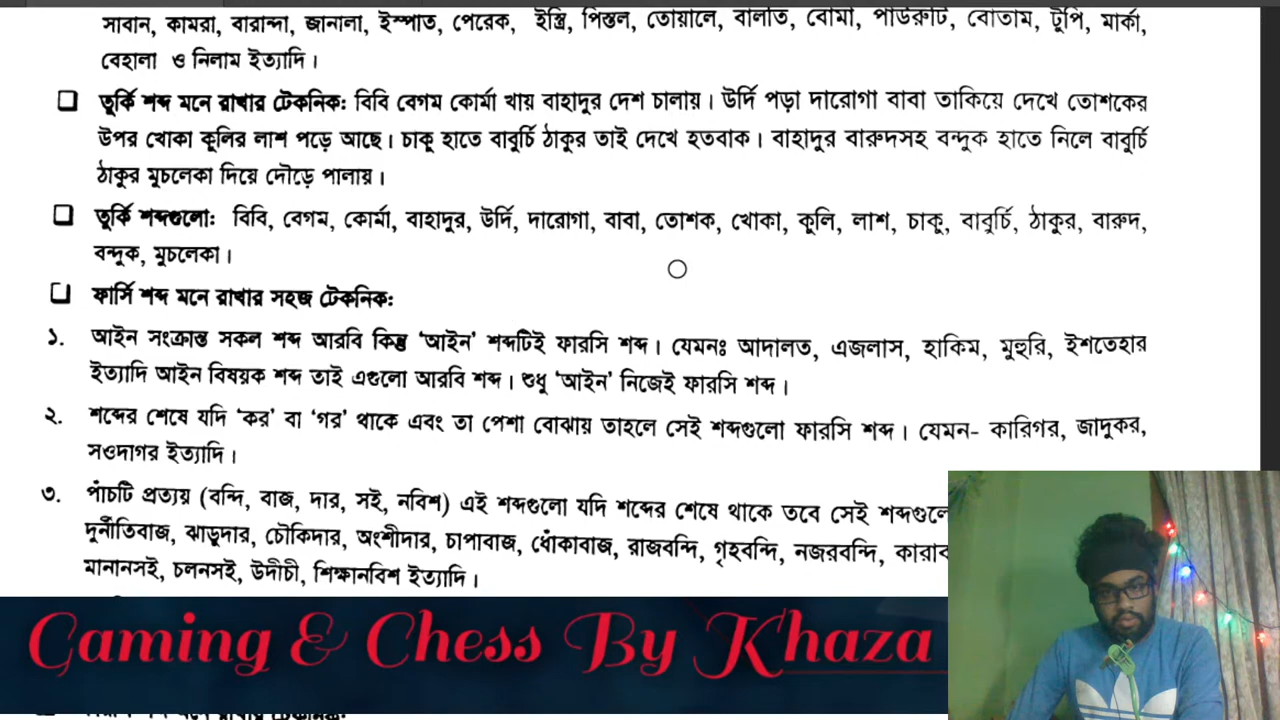 সাবান, কামরা, বারান্দা, জানালা, ইস্পাত, পেরেক, ইস্ত্রি, পিস্তল, তোয়ালে, বালতি, বোমা, পাউরুটি, বোতাম, টুপি, মার্কা,
বেহালা ও নিলাম ইত্যাদি।
তুর্কি শব্দ মনে রাখার টেকনিক: বিবি বেগম কোর্মা খায় বাহাদুর দেশ চালায়। উর্দি পড়া দারোগা বাবা তাকিয়ে দেখে তোশকের
উপর খোকা কুলির লাশ পড়ে আছে। চাকু হাতে বাবুর্চি ঠাকুর তাই দেখে হতবাক। বাহাদুর বারুদসহ বন্দুক হাতে নিলে বাবুর্চি
ঠাকুর মুচলেকা দিয়ে দৌড়ে পালায়।
তুর্কি শব্দগুলো: বিবি, বেগম, কোর্মা, বাহাদুর, উর্দি, দারোগা, বাবা, তোশক, খোকা, কুলি, লাশ, চাকু, বাবুর্চি, ঠাকুর, বারুদ,
বন্দুক, মুচলেকা।
ফার্সি শব্দ মনে রাখার সহজ টেকনিক:
১. আইন সংক্রান্ত সকল শব্দ আরবি কিন্তু ‘আইন’ শব্দটিই ফারসি শব্দ। যেমনঃ আদালত, এজলাস, হাকিম, মুহুরি, ইশতেহার
ইত্যাদি আইন বিষয়ক শব্দ তাই এগুলো আরবি শব্দ। শুধু ‘আইন’ নিজেই ফারসি শব্দ।
২. শব্দের শেষে যদি ‘কর’ বা ‘গর’ থাকে এবং তা পেশা বোঝায় তাহলে সেই শব্দগুলো ফারসি শব্দ। যেমন- কারিগর, জাদুকর,
সওদাগর ইত্যাদি।
৩. পাঁচটি প্রত্যয় (বন্দি, বাজ, দার, সই, নবিশ) এই শব্দগুলো যদি শব্দের শেষে থাকে তবে সেই শব্দগুলে
দুর্নীতিবাজ, ঝাড়ুদার, চৌকিদার, অংশীদার, চাপাবাজ, ধোঁকাবাজ, রাজবন্দি, গৃহবন্দি, নজরবন্দি, কারাব
মানানসই, চলনসই, উদীচী, শিক্ষানবিশ ইত্যাদি।
Gaming & Chess By Khaza